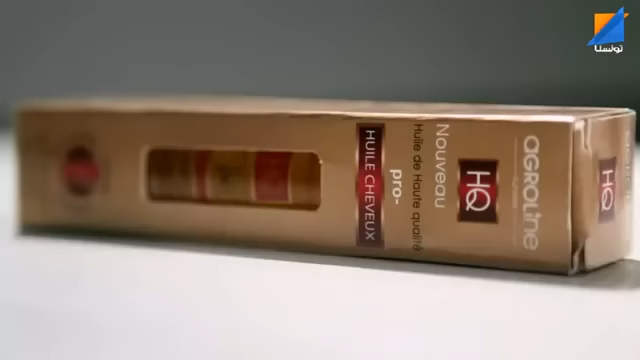 تونسنا
agroline
HQ
Nouveau
Huile de Haute qualité
pro-
HUILE CHEVEUX
HQ